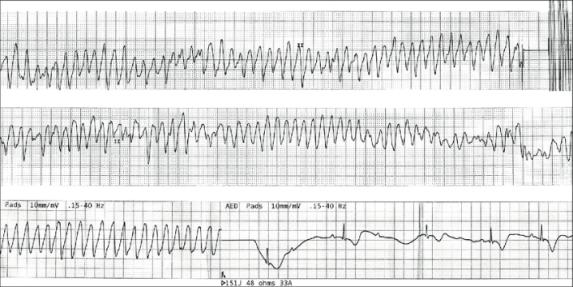 II
II
Pads 10mm/mV .15-40 Hz AED Pads 10mm/mV .15-40 Hz
151J 48 ohms 33A